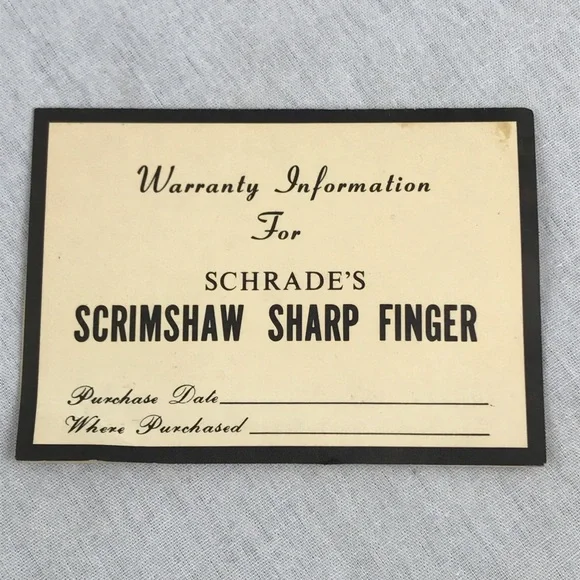 Warranty Information
For
SCHRADE'S
SCRIMSHAW SHARP FINGER
Purchase Date
Where Purchased